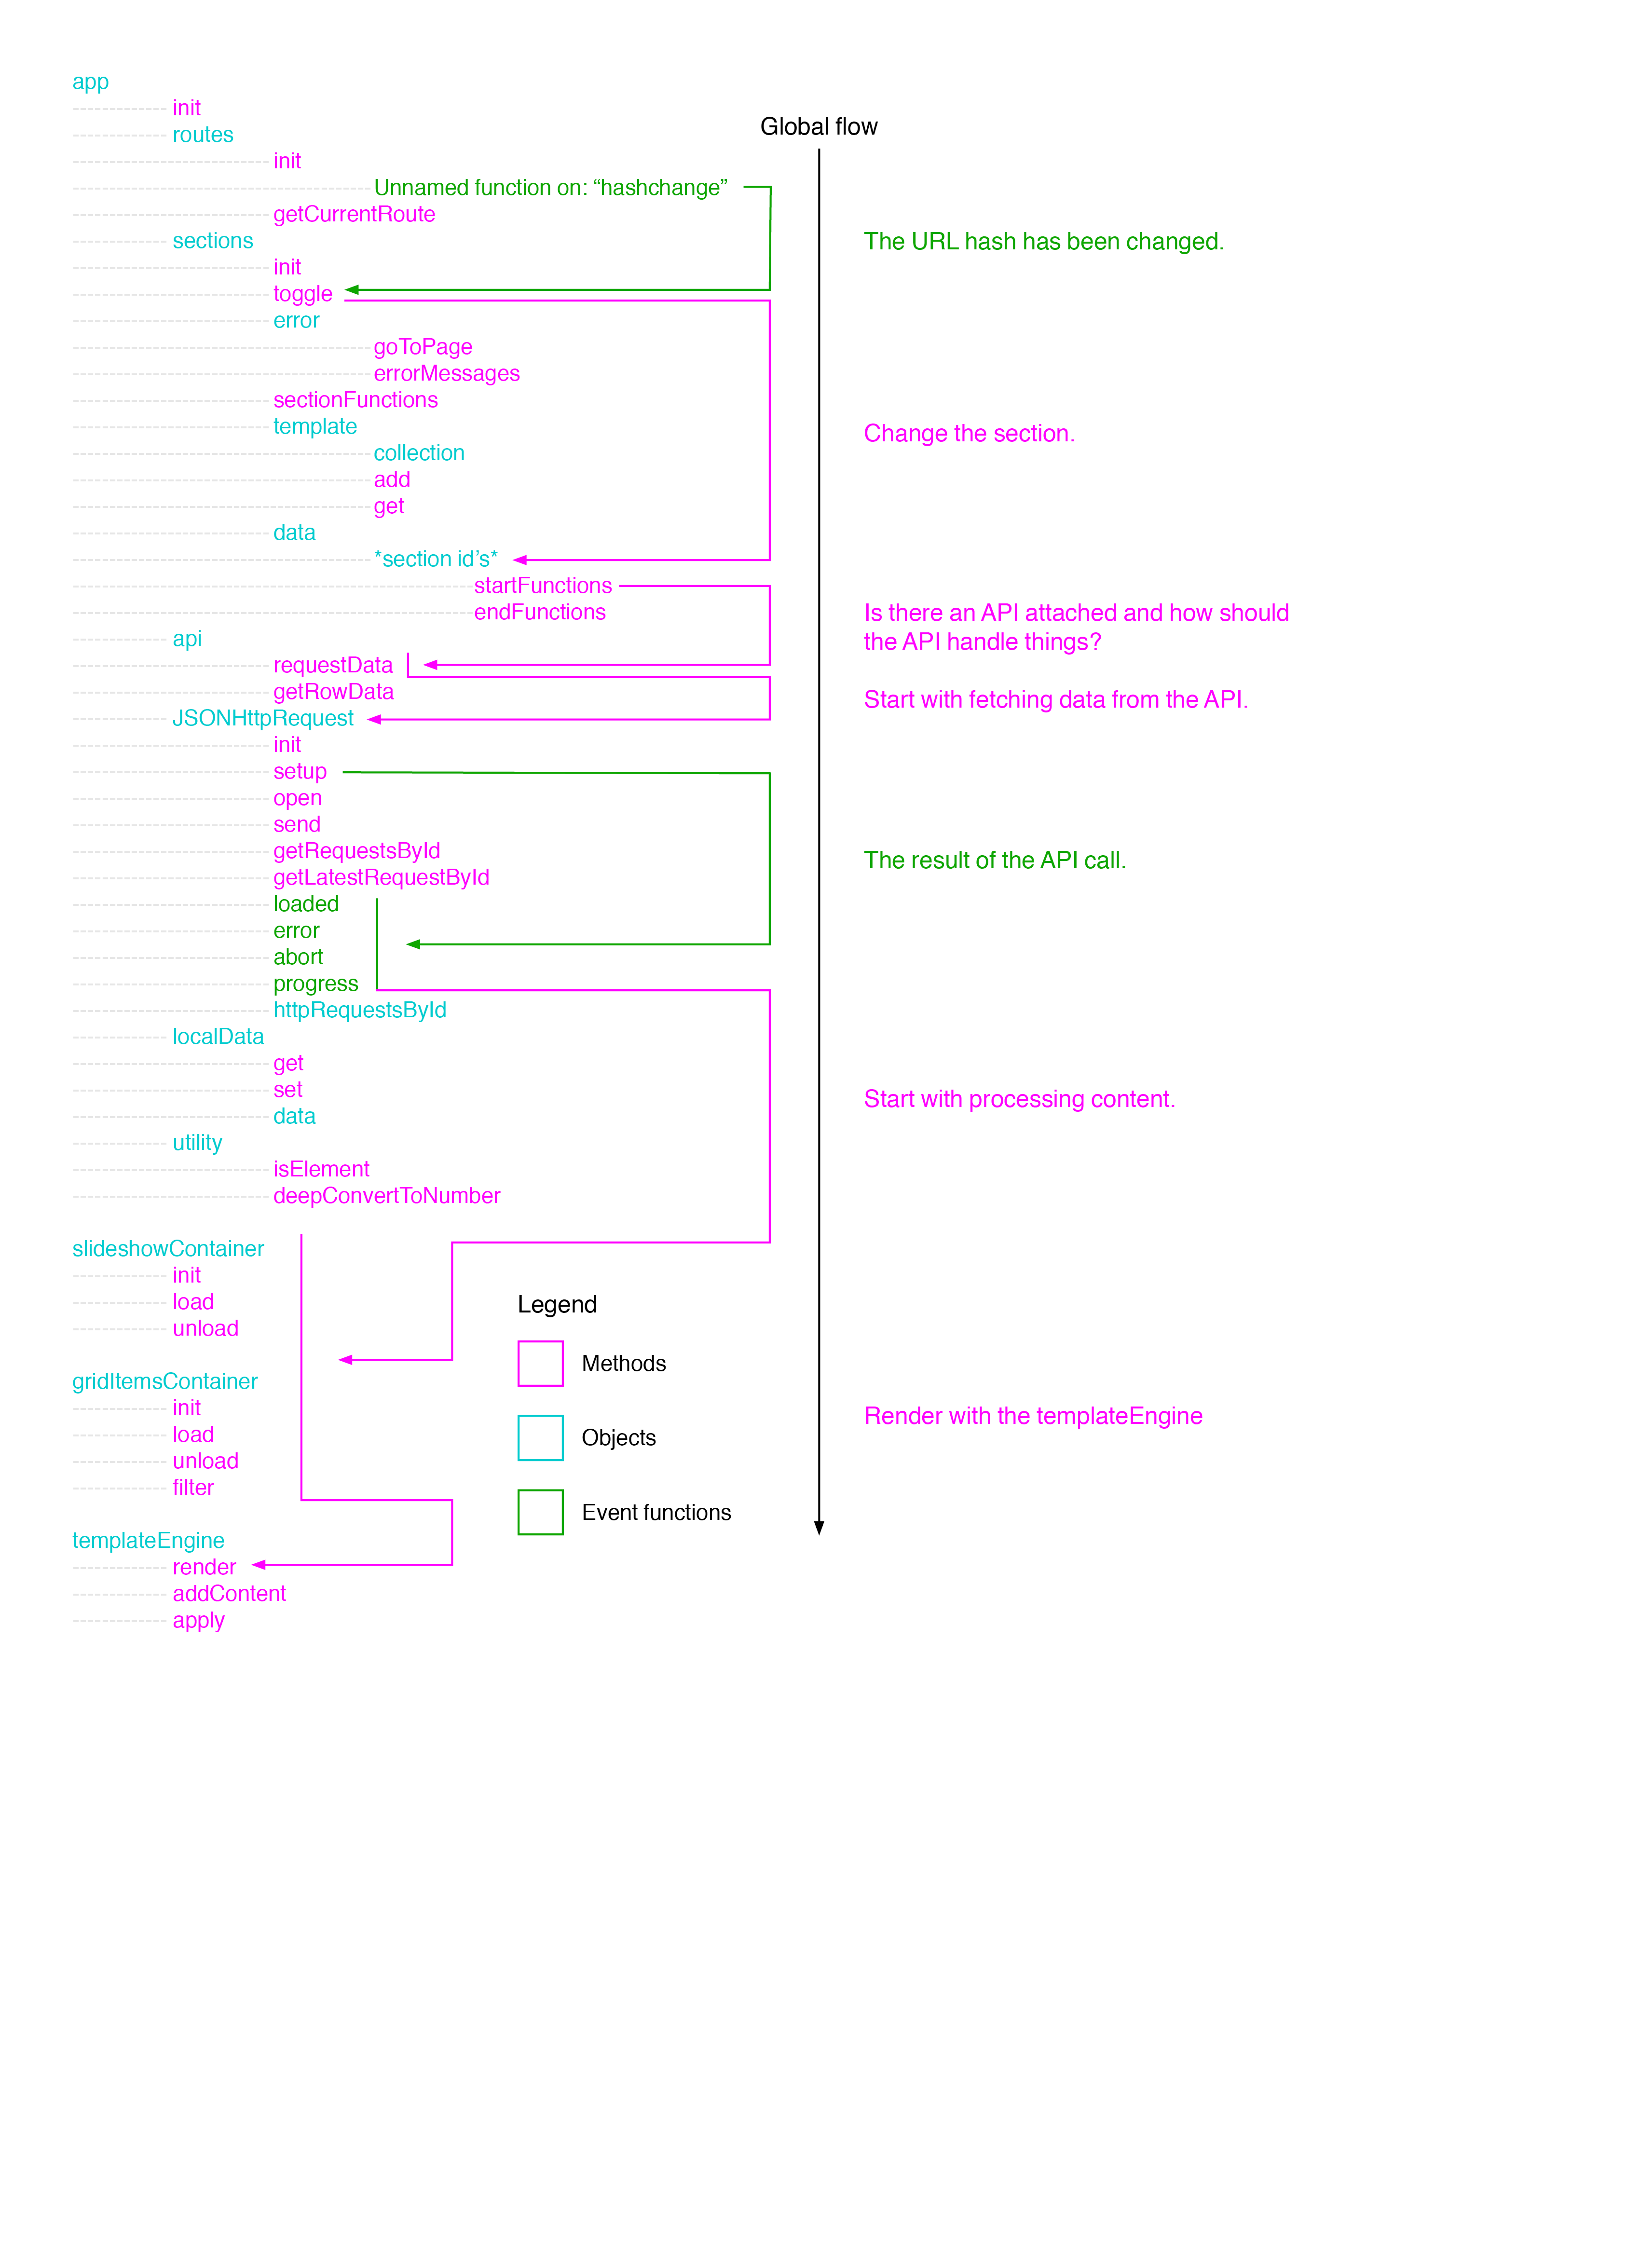 app
init
routes
init
Unnamed function on: “hashchange”
getCurrentRoute
sections
init
toggle
error
goToPage
errorMessages
sectionFunctions
template
collection
add
get
data
*section id’s*
startFunctions
endFunctions
api
requestData
getRowData
JSONHttpRequest
init
setup
open
send
getRequestsById
getLatestRequestById
loaded
error
abort
progress
httpRequestsById
localData
get
set
data
utility
isElement
deepConvertToNumber
slideshowContainer
init
load
unload
gridItemsContainer
init
load
unload
filter
templateEngine
render
addContent
apply
Legend
Methods
Objects
Event functions
Global flow
The URL hash has been changed.
Change the section.
Is there an API attached and how should
the API handle things?
Start with fetching data from the API.
The result of the API call.
Start with processing content.
Render with the templateEngine